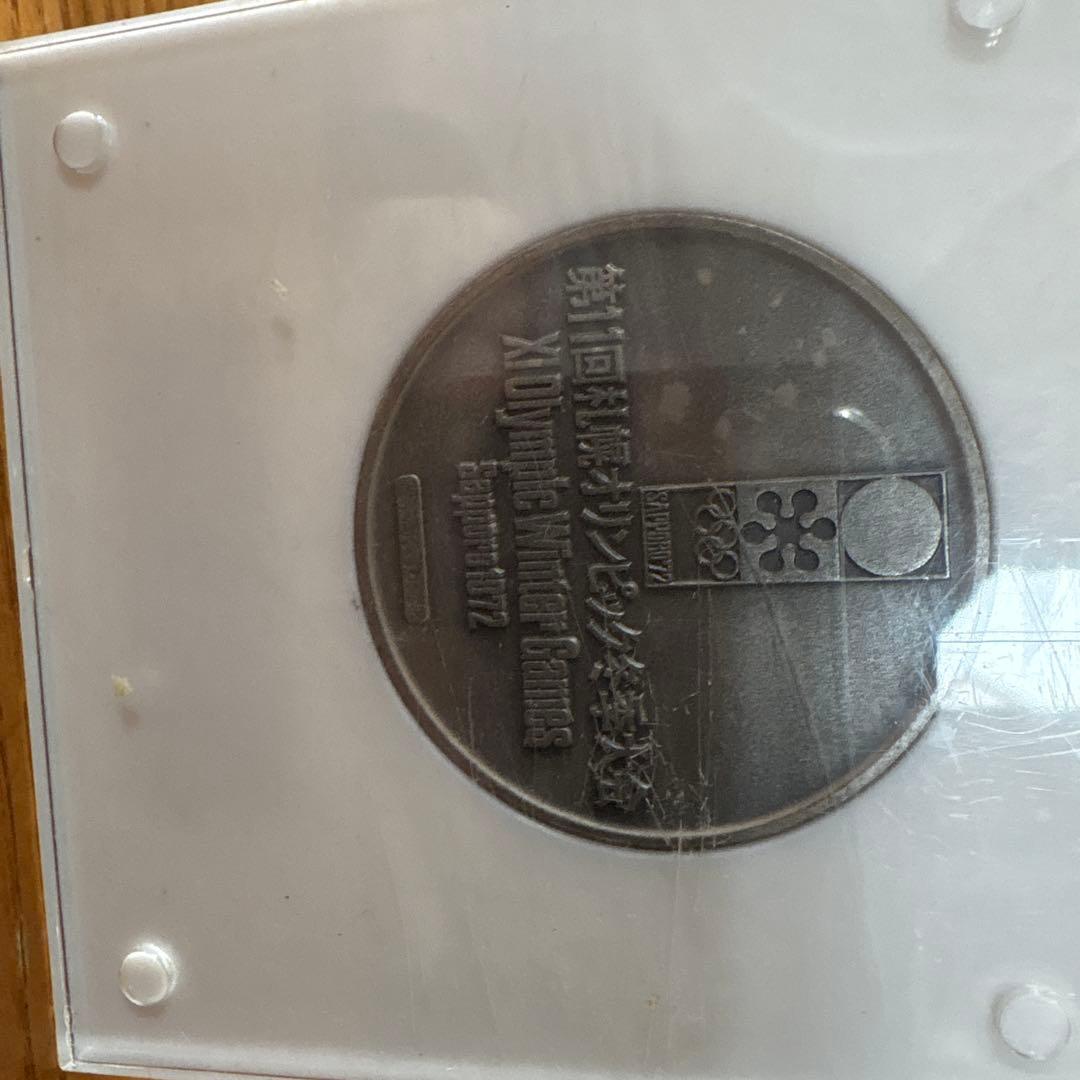 SAPPORO'72
第11回札幌オリンピック冬季大会
XI Olympic Winter Games
Sapporo 1972